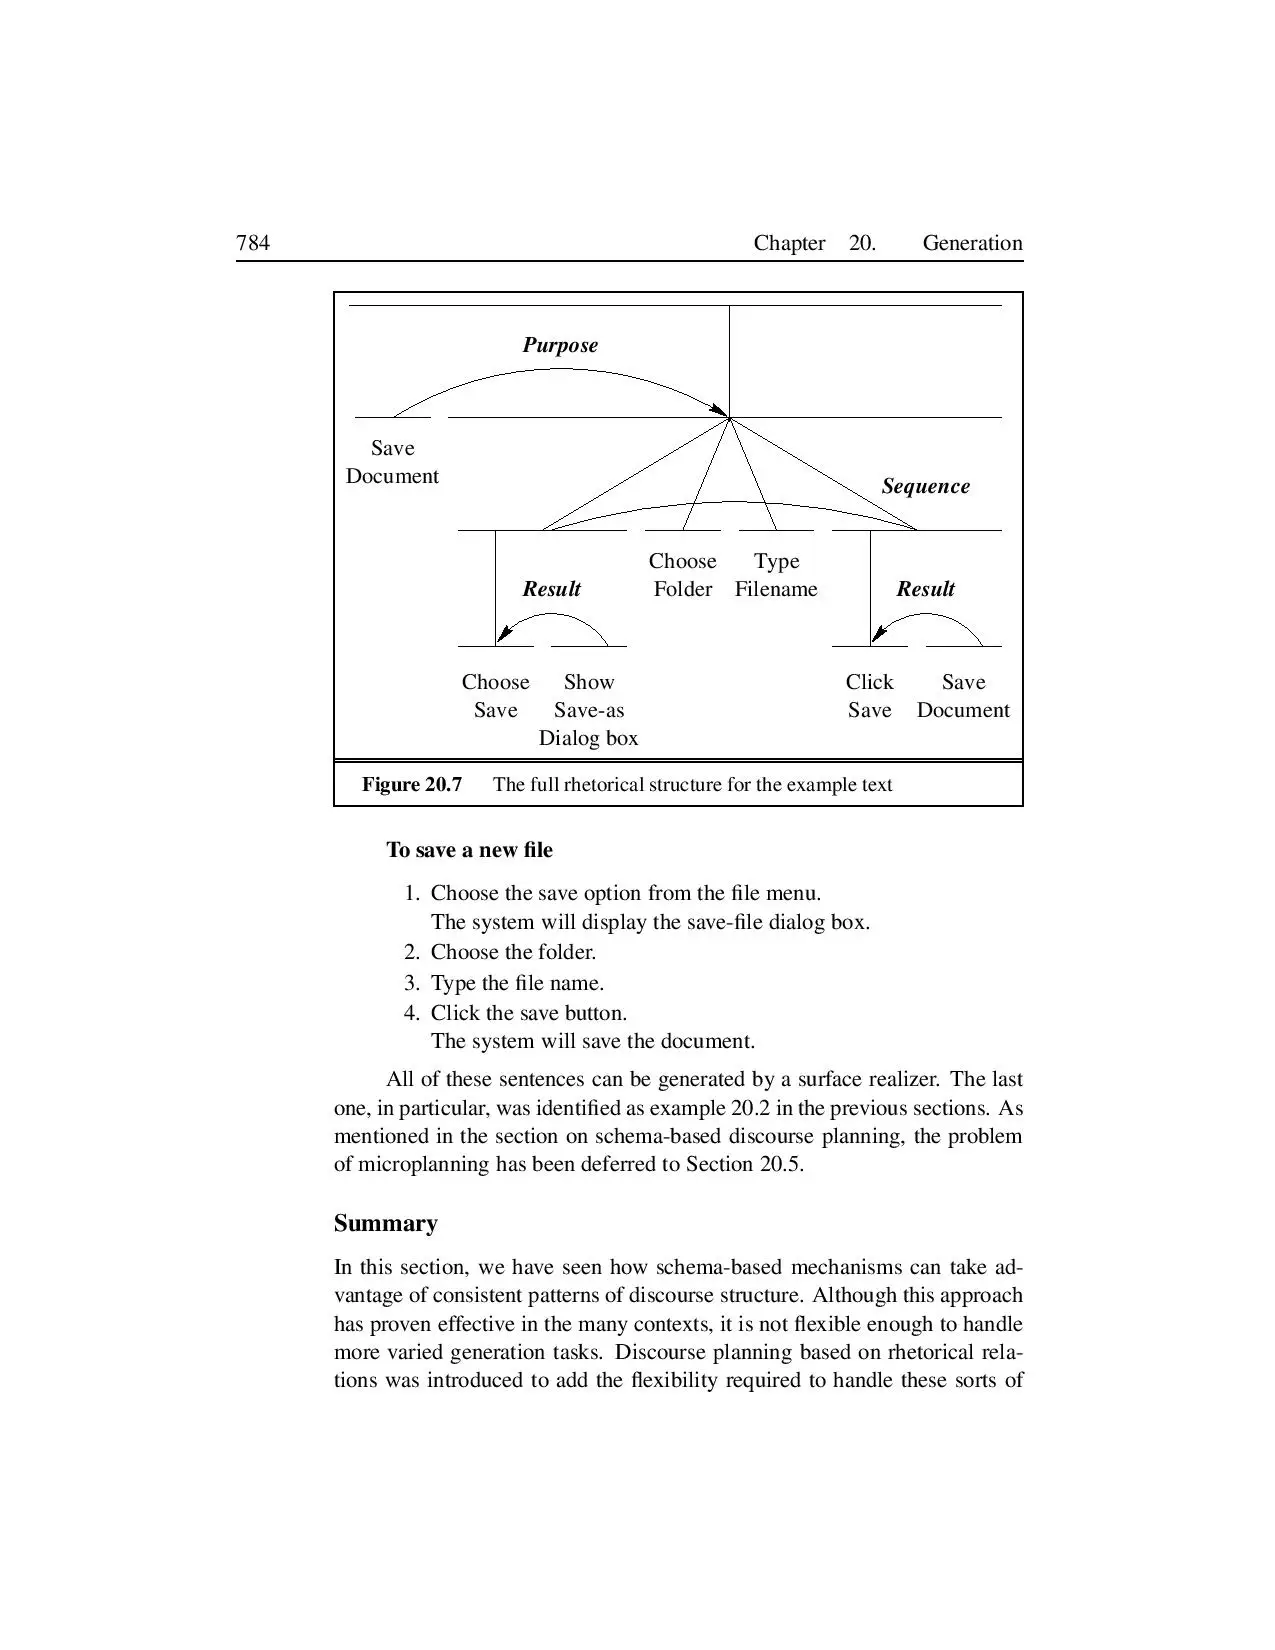 784 Chapter 20. Generation
Purpose
Save
Document
Sequence
Choose Type
Result Folder Filename Result
Choose Show Click Save
Save Save-as Save Document
Dialog box
Figure 20.7 The full rhetorical structure for the example text
To save a new file
1. Choose the save option from the file menu.
The system will display the save-file dialog box.
2. Choose the folder.
3. Type the file name.
4. Click the save button.
The system will save the document.
All of these sentences can be generated by a surface realizer. The last
one, in particular, was identified as example 20.2 in the previous sections. As
mentioned in the section on schema-based discourse planning, the problem
of microplanning has been deferred to Section 20.5.
Summary
In this section, we have seen how schema-based mechanisms can take ad-
vantage of consistent patterns of discourse structure. Although this approach
has proven effective in the many contexts, it is not flexible enough to handle
more varied generation tasks. Discourse planning based on rhetorical rela-
tions was introduced to add the flexibility required to handle these sorts of